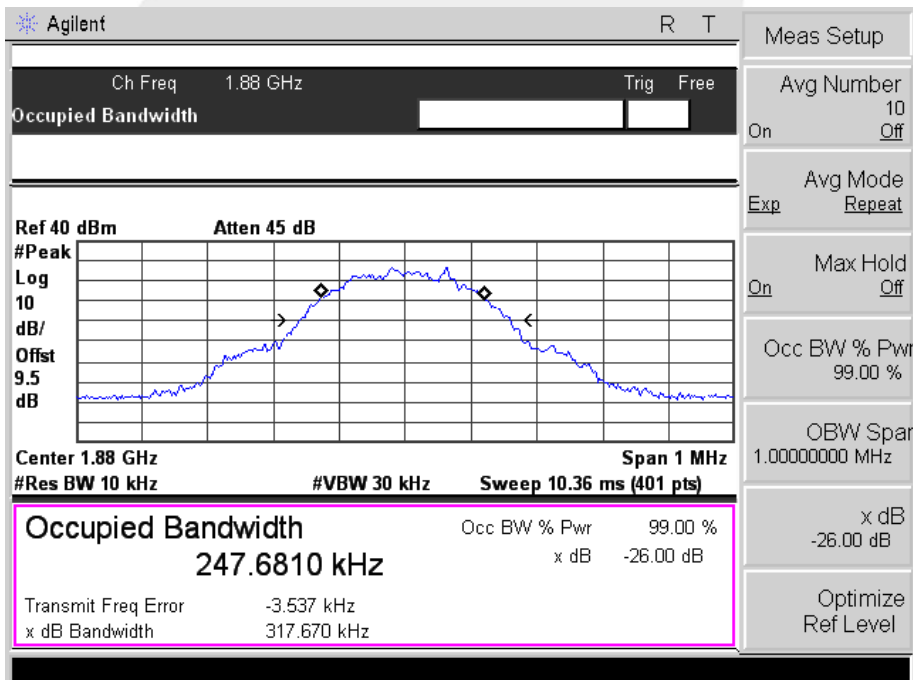 Agilent R T
Ch Freq 1.88 GHz Trig Free
Occupied Bandwidth
Ref 40 dBm Atten 45 dB
#Peak
Log
10
dB/
Offst
9.5
dB
Center 1.88 GHz Span 1 MHz
#Res BW 10 kHz #VBW 30 kHz Sweep 10.36 ms (401 pts)
Occupied Bandwidth
247.6810 kHz
Occ BW % Pwr 99.00 %
x dB -26.00 dB
Transmit Freq Error -3.537 kHz
x dB Bandwidth 317.670 kHz
Meas Setup
Avg Number
10
On Off
Avg Mode
Exp Repeat
Max Hold
On Off
Occ BW % Pwr
99.00 %
OBW Span
1.00000000 MHz
x dB
-26.00 dB
Optimize
Ref Level